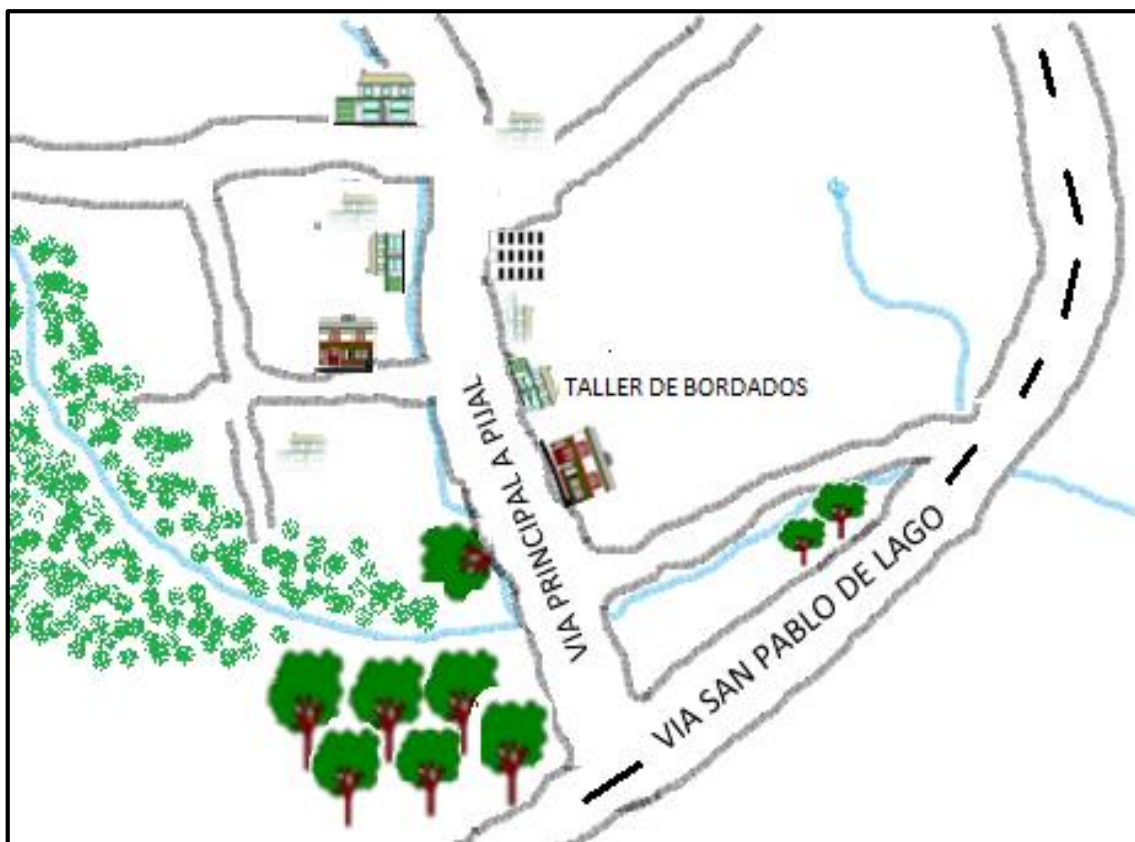 TALLER DE BORDADOS
VIA PRINCIPAL A PIJAL
VIA SAN PABLO DE LAGO